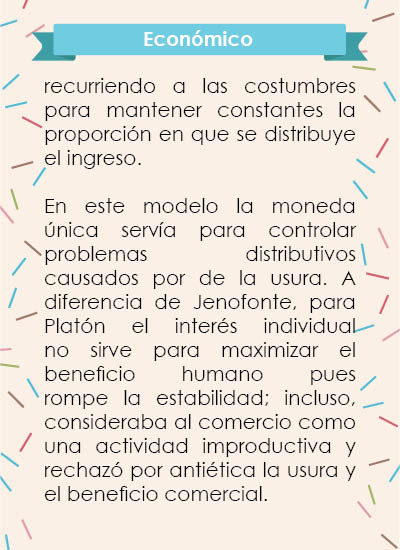 Económico
recurriendo a las costumbres
para mantener constantes la
proporción en que se distribuye
el ingreso.
En este modelo la moneda
única servía para controlar
problemas distributivos
causados por de la usura. A
diferencia de Jenofonte, para
Platón el interés individual
no sirve para maximizar el
beneficio humano pues
rompe la estabilidad; incluso,
consideraba al comercio como
una actividad improductiva y
rechazó por antiética la usura y
el beneficio comercial.